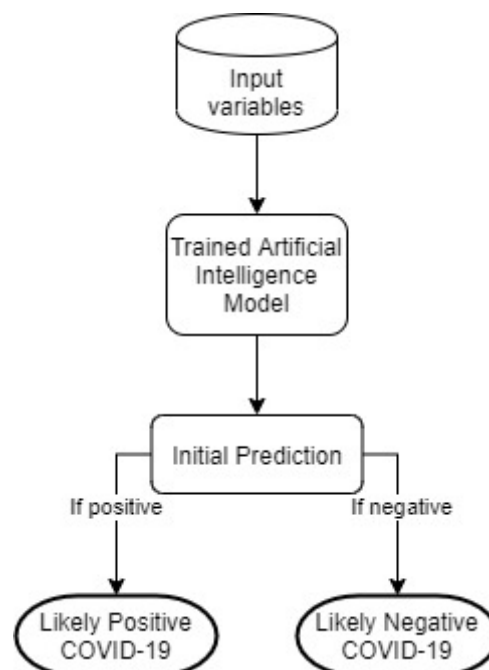 Input
variables
Trained Artificial
Intelligence
Model
Initial Prediction
If positive
If negative
Likely Positive
COVID-19
Likely Negative
COVID-19